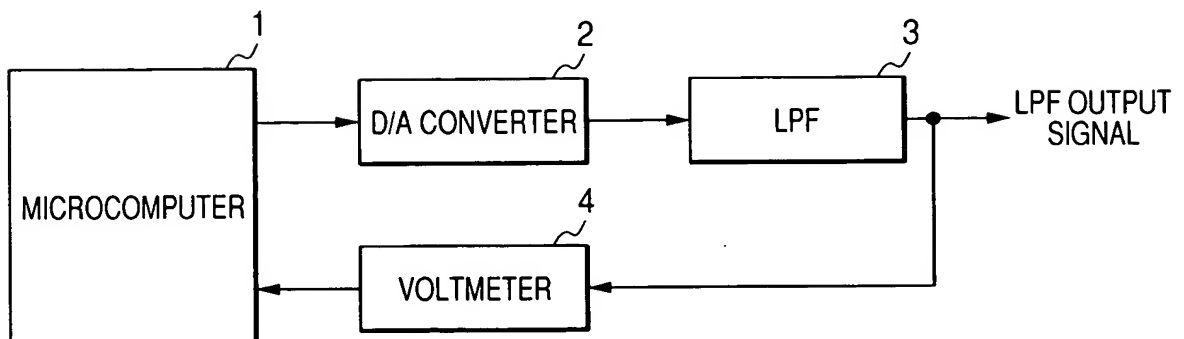 1
2
3
MICROCOMPUTER
D/A CONVERTER
LPF
LPF OUTPUT
SIGNAL
4
VOLTMETER